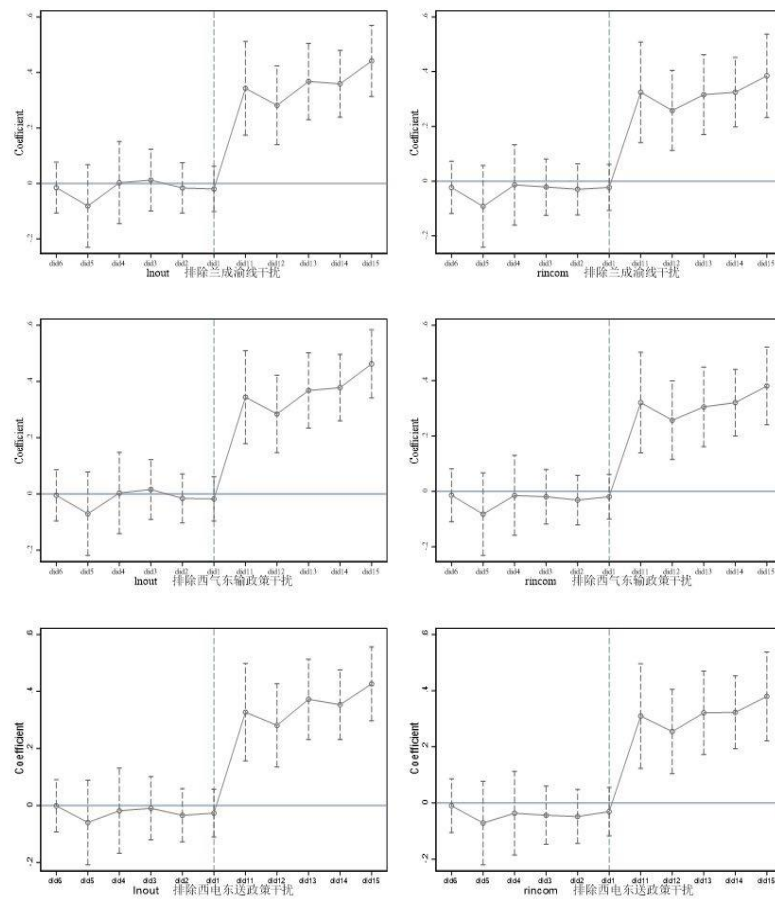 Coefficient
.6
.4
.2
0
-.2
did6 did5 did4 did3 did2 did1 did11 did12 did13 did14 did15
lnout 排除兰成渝线干扰
Coefficient
.6
.4
.2
0
-.2
did6 did5 did4 did3 did2 did1 did11 did12 did13 did14 did15
rincom 排除兰成渝线干扰
Coefficient
.6
.4
.2
0
-.2
did6 did5 did4 did3 did2 did1 did11 did12 did13 did14 did15
lnout 排除西气东输政策干扰
Coefficient
.6
.4
.2
0
-.2
did6 did5 did4 did3 did2 did1 did11 did12 did13 did14 did15
rincom 排除西气东输政策干扰
Coefficient
.6
.4
.2
0
-.2
did6 did5 did4 did3 did2 did1 did11 did12 did13 did14 did15
lnout 排除西电东送政策干扰
Coefficient
.6
.4
.2
0
-.2
did6 did5 did4 did3 did2 did1 did11 did12 did13 did14 did15
rincom 排除西电东送政策干扰